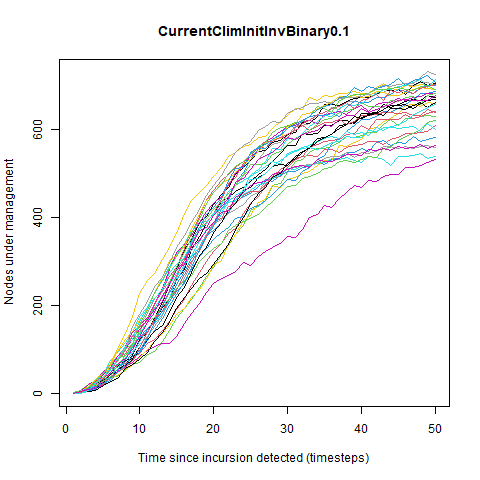 CurrentClimInitInvBinary0.1
Nodes under management
600
400
200
0
0 10 20 30 40 50
Time since incursion detected (timesteps)